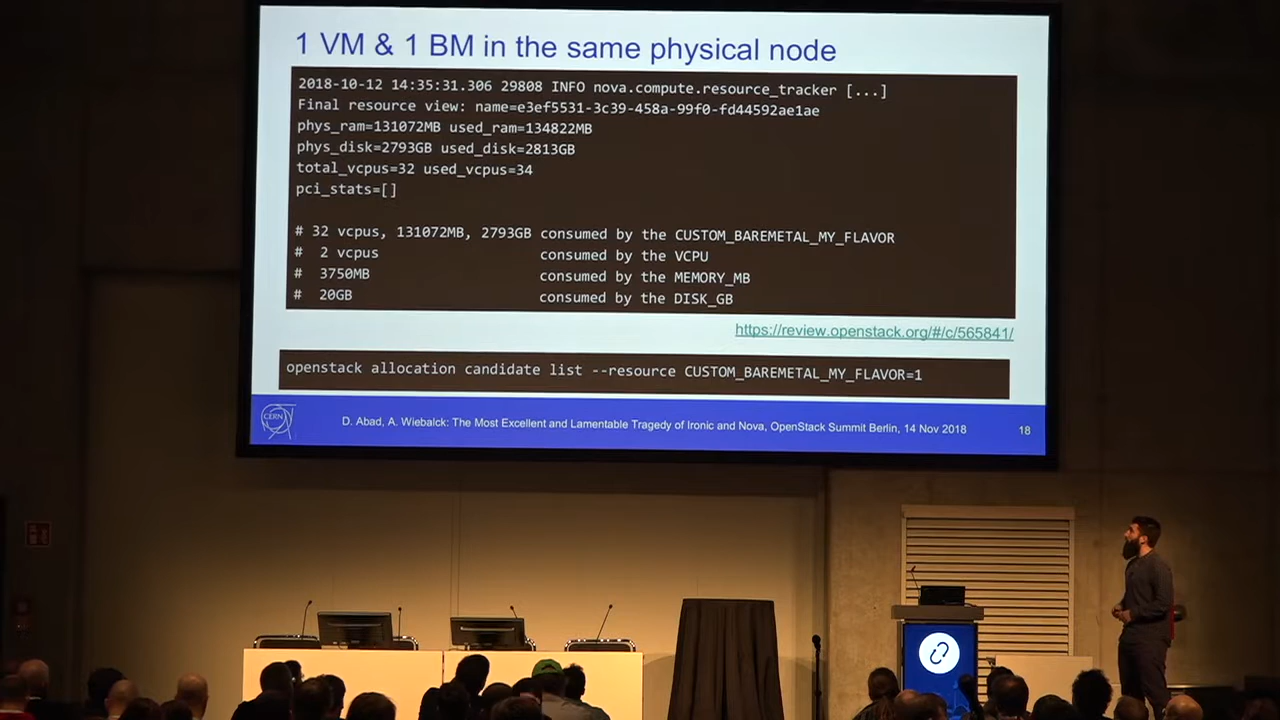 1 VM & 1 BM in the same physical node
2018-10-12 14:35:31.306 29808 INFO nova.compute.resource_tracker [...]
Final resource view: name=e3ef5531-3c39-458a-99f0-fd44592ae1ae
phys_ram=131072MB used_ram=134822MB
phys_disk=2793GB used_disk=2813GB
total_vcpus=32 used_vcpus=34
pci_stats=[]
# 32 vcpus, 131072MB, 2793GB consumed by the CUSTOM_BAREMETAL_MY_FLAVOR
# 2 vcpus consumed by the VCPU
# 3750MB consumed by the MEMORY_MB
# 20GB consumed by the DISK_GB
https://review.openstack.org/#/c/565841/
openstack allocation candidate list --resource CUSTOM_BAREMETAL_MY_FLAVOR=1
CERN
D. Abad, A. Wiebalck: The Most Excellent and Lamentable Tragedy of Ironic and Nova, OpenStack Summit Berlin, 14 Nov 2018
18